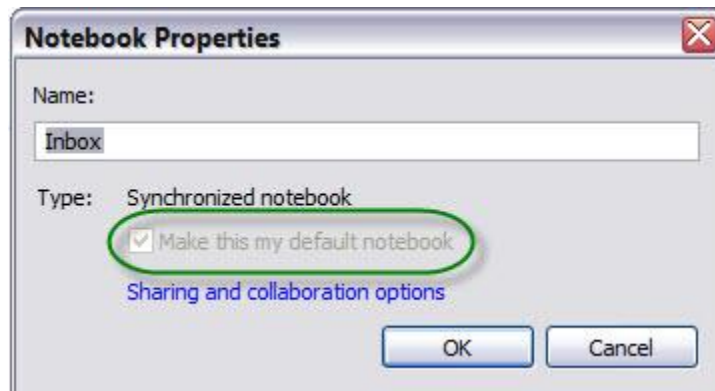 Notebook Properties
Name:
Inbox
Type: Synchronized notebook
Make this my default notebook
Sharing and collaboration options
OK Cancel